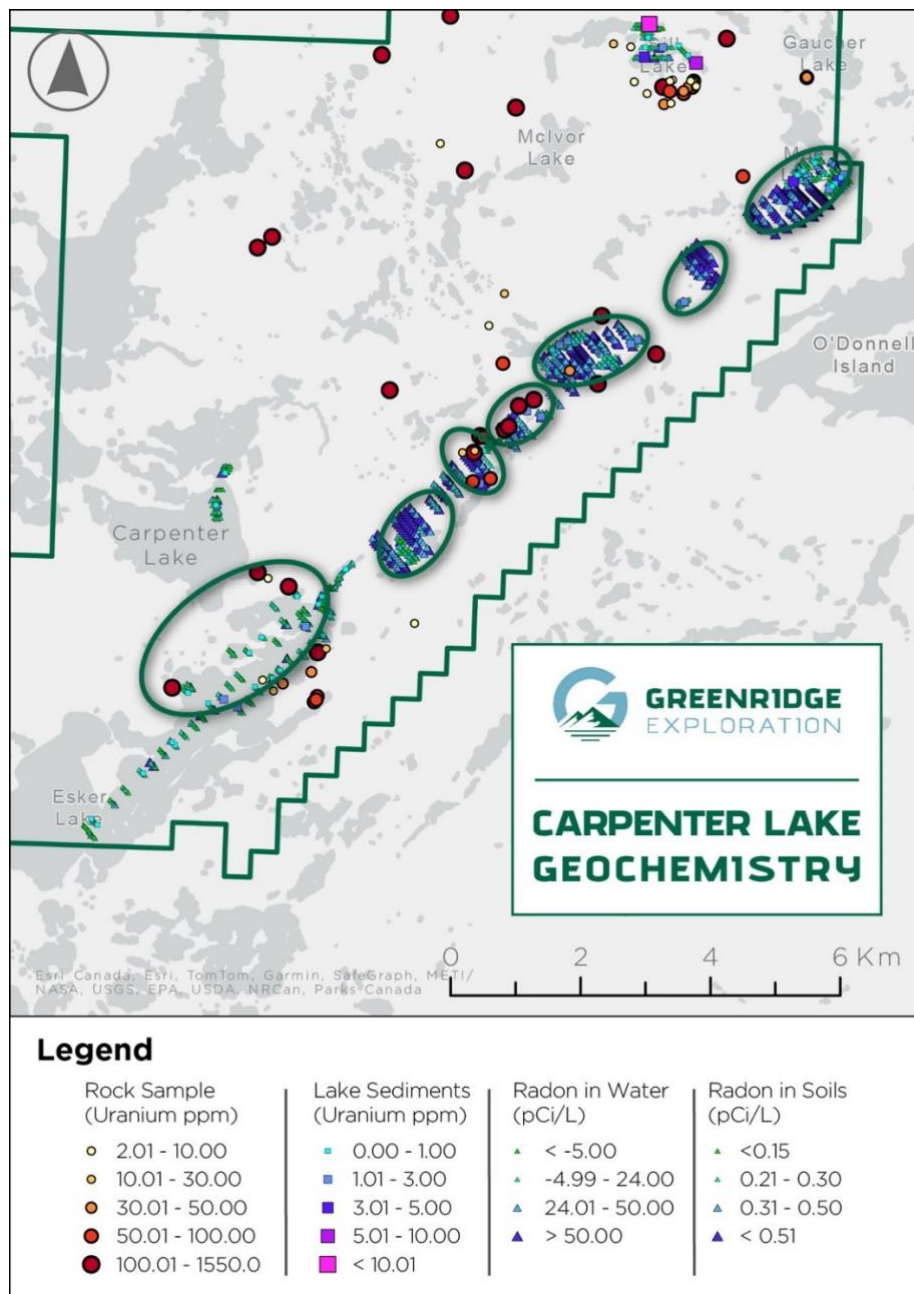 Gill
Lake
Gaucher
Lake
McIvor
Lake
O'Donnell
Island
Carpenter
Lake
Esker
Lake
GREENR1DGE
EXPLORATION
CARPENTER LAKE
GEOCHEM1STRY
0 2 4 6 Km
Esri Canada, Esri, TomTom, Garmin, SafeGraph, METI/
NASA, USGS, EPA, USDA, NRCan, Parks Canada
Legend
Rock Sample
(Uranium ppm)
2.01 - 10.00
10.01 - 30.00
30.01 - 50.00
50.01 - 100.00
100.01 - 1550.0
Lake Sediments
(Uranium ppm)
0.00 - 1.00
1.01 - 3.00
3.01 - 5.00
5.01 - 10.00
< 10.01
Radon in Water
(pCi/L)
< -5.00
-4.99 - 24.00
24.01 - 50.00
> 50.00
Radon in Soils
(pCi/L)
<0.15
0.21 - 0.30
0.31 - 0.50
< 0.51